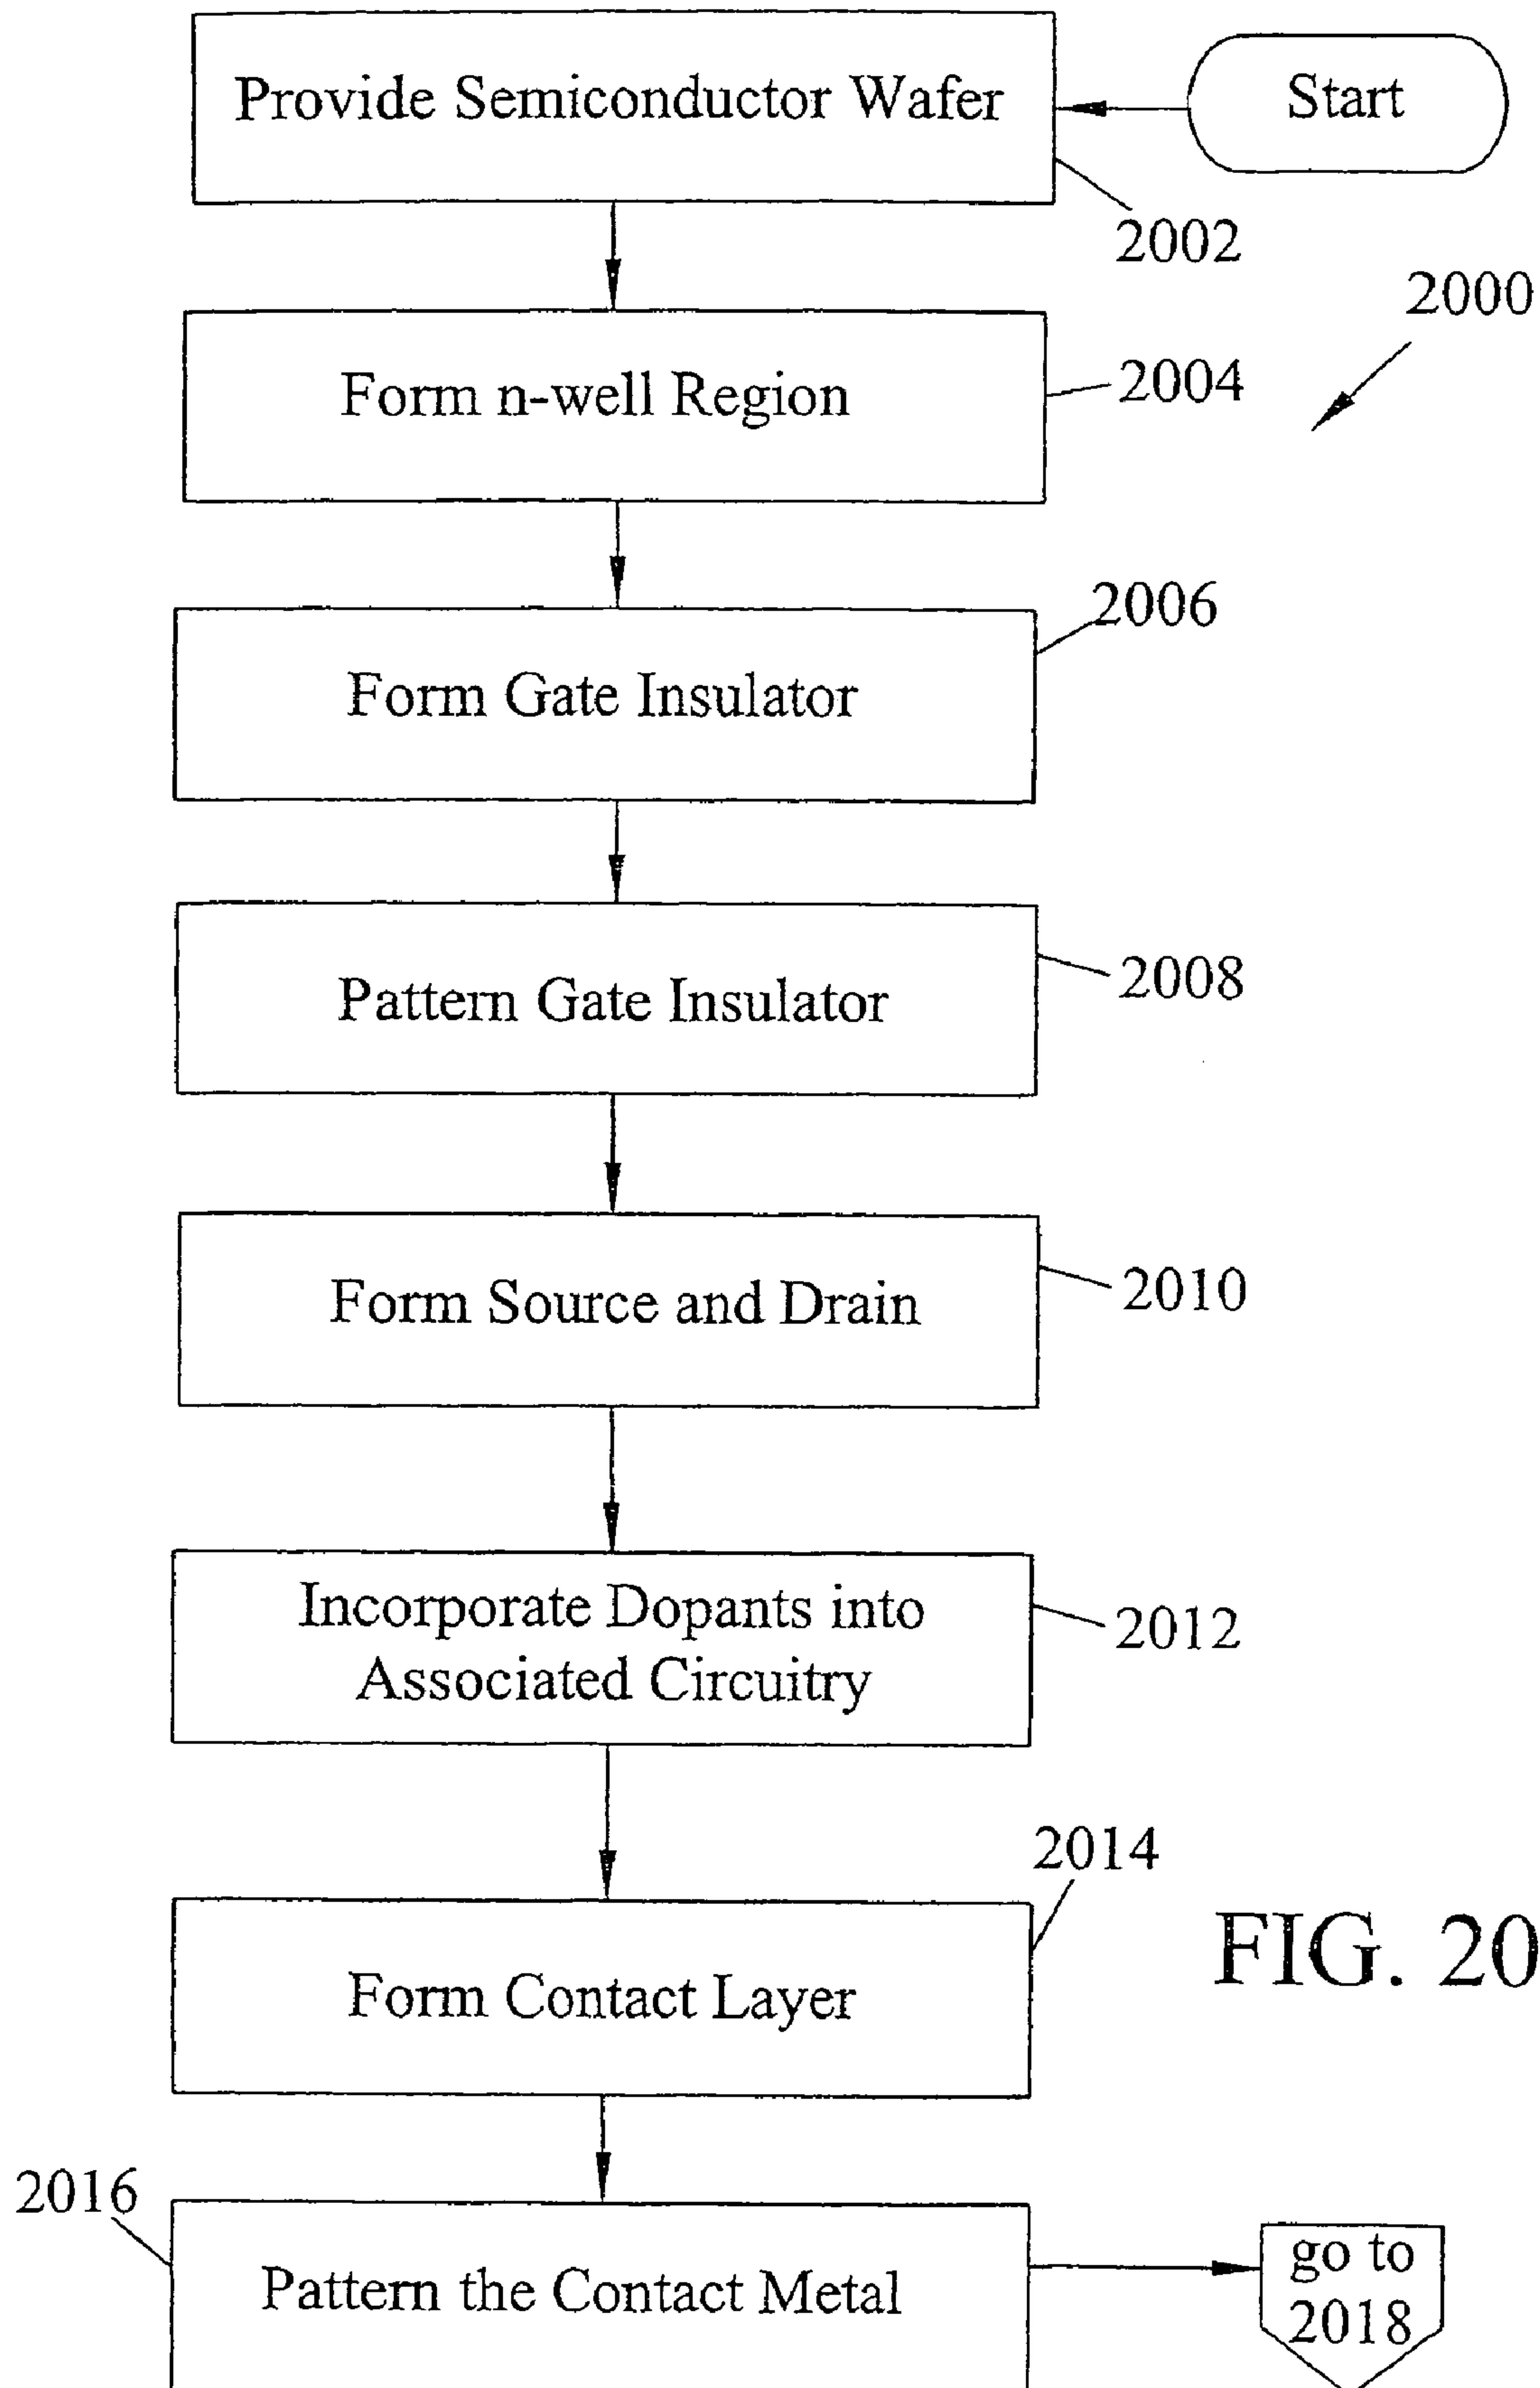 Provide Semiconductor Wafer
Start
2002
2000
Form n-well Region
2004
2006
Form Gate Insulator
Pattern Gate Insulator
2008
Form Source and Drain
2010
Incorporate Dopants into
Associated Circuitry
2012
2014
Form Contact Layer
FIG. 20
2016
Pattern the Contact Metal
go to
2018